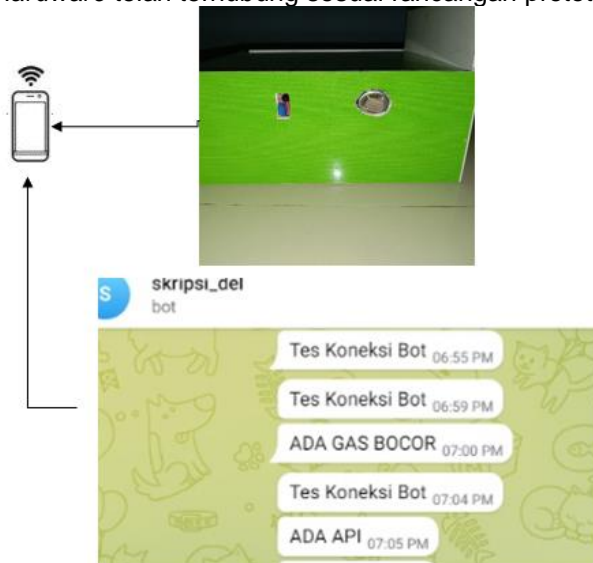 skripsi_del
bot
Tes Koneksi Bot 06:55 PM
Tes Koneksi Bot 06:59 PM
ADA GAS BOCOR 07:00 PM
Tes Koneksi Bot 07:04 PM
ADA API 07:05 PM